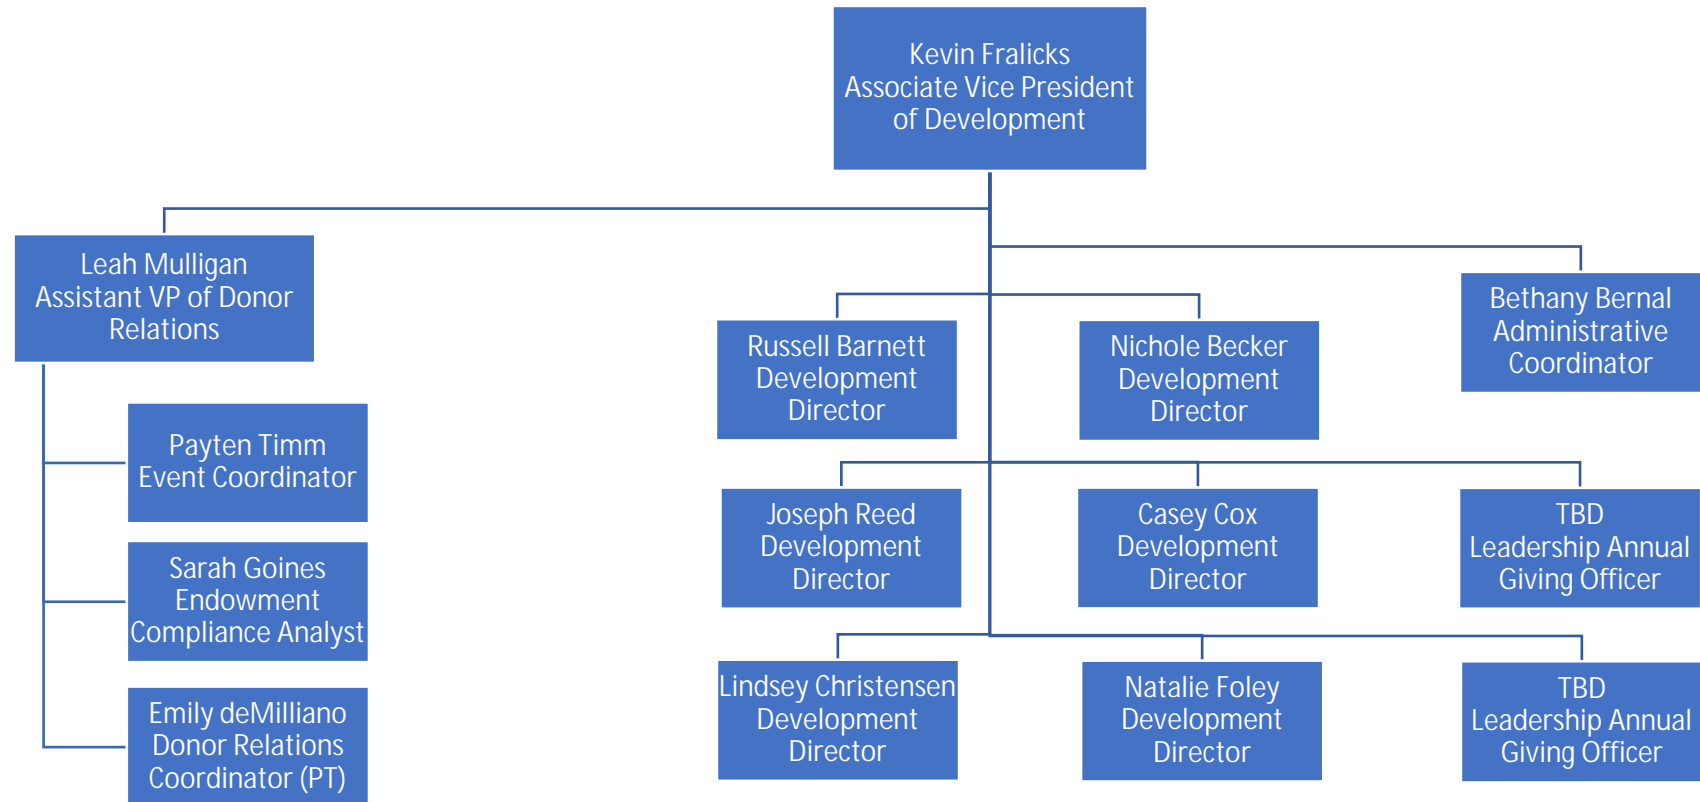 Kevin Fralicks
Associate Vice President
of Development
Leah Mulligan
Assistant VP of Donor
Relations
Bethany Bernal
Administrative
Coordinator
Russell Barnett
Development
Director
Nichole Becker
Development
Director
Payten Timm
Event Coordinator
Joseph Reed
Development
Director
Casey Cox
Development
Director
TBD
Leadership Annual
Giving Officer
Sarah Goines
Endowment
Compliance Analyst
Lindsey Christensen
Development
Director
Natalie Foley
Development
Director
TBD
Leadership Annual
Giving Officer
Emily deMilliano
Donor Relations
Coordinator (PT)